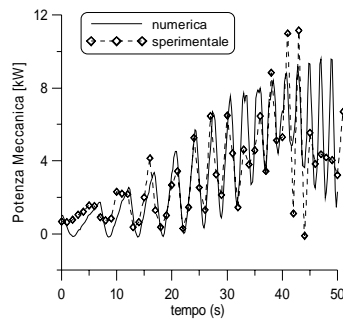 numerica
sperimentale
Potenza Meccanica [kW]
12
8
4
0
0 10 20 30 40 50
tempo (s)